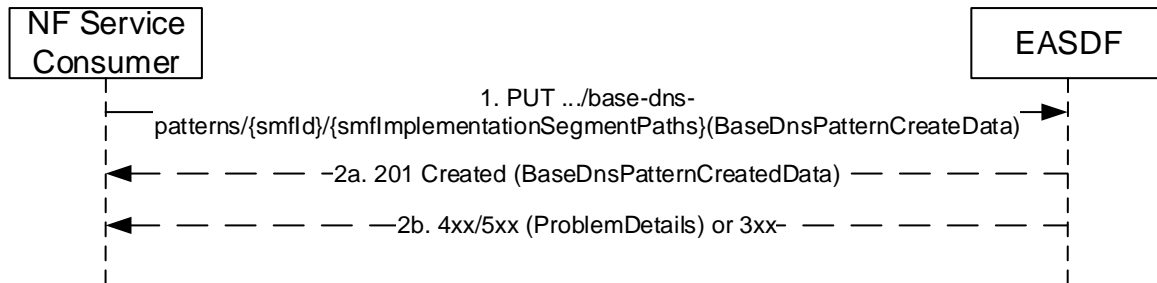 NF Service
Consumer
EASDF
1. PUT .../base-dns-
patterns/{smfId}/{smfImplementationSegmentPaths}(BaseDnsPatternCreateData)
2a. 201 Created (BaseDnsPatternCreatedData)
2b. 4xx/5xx (ProblemDetails) or 3xx